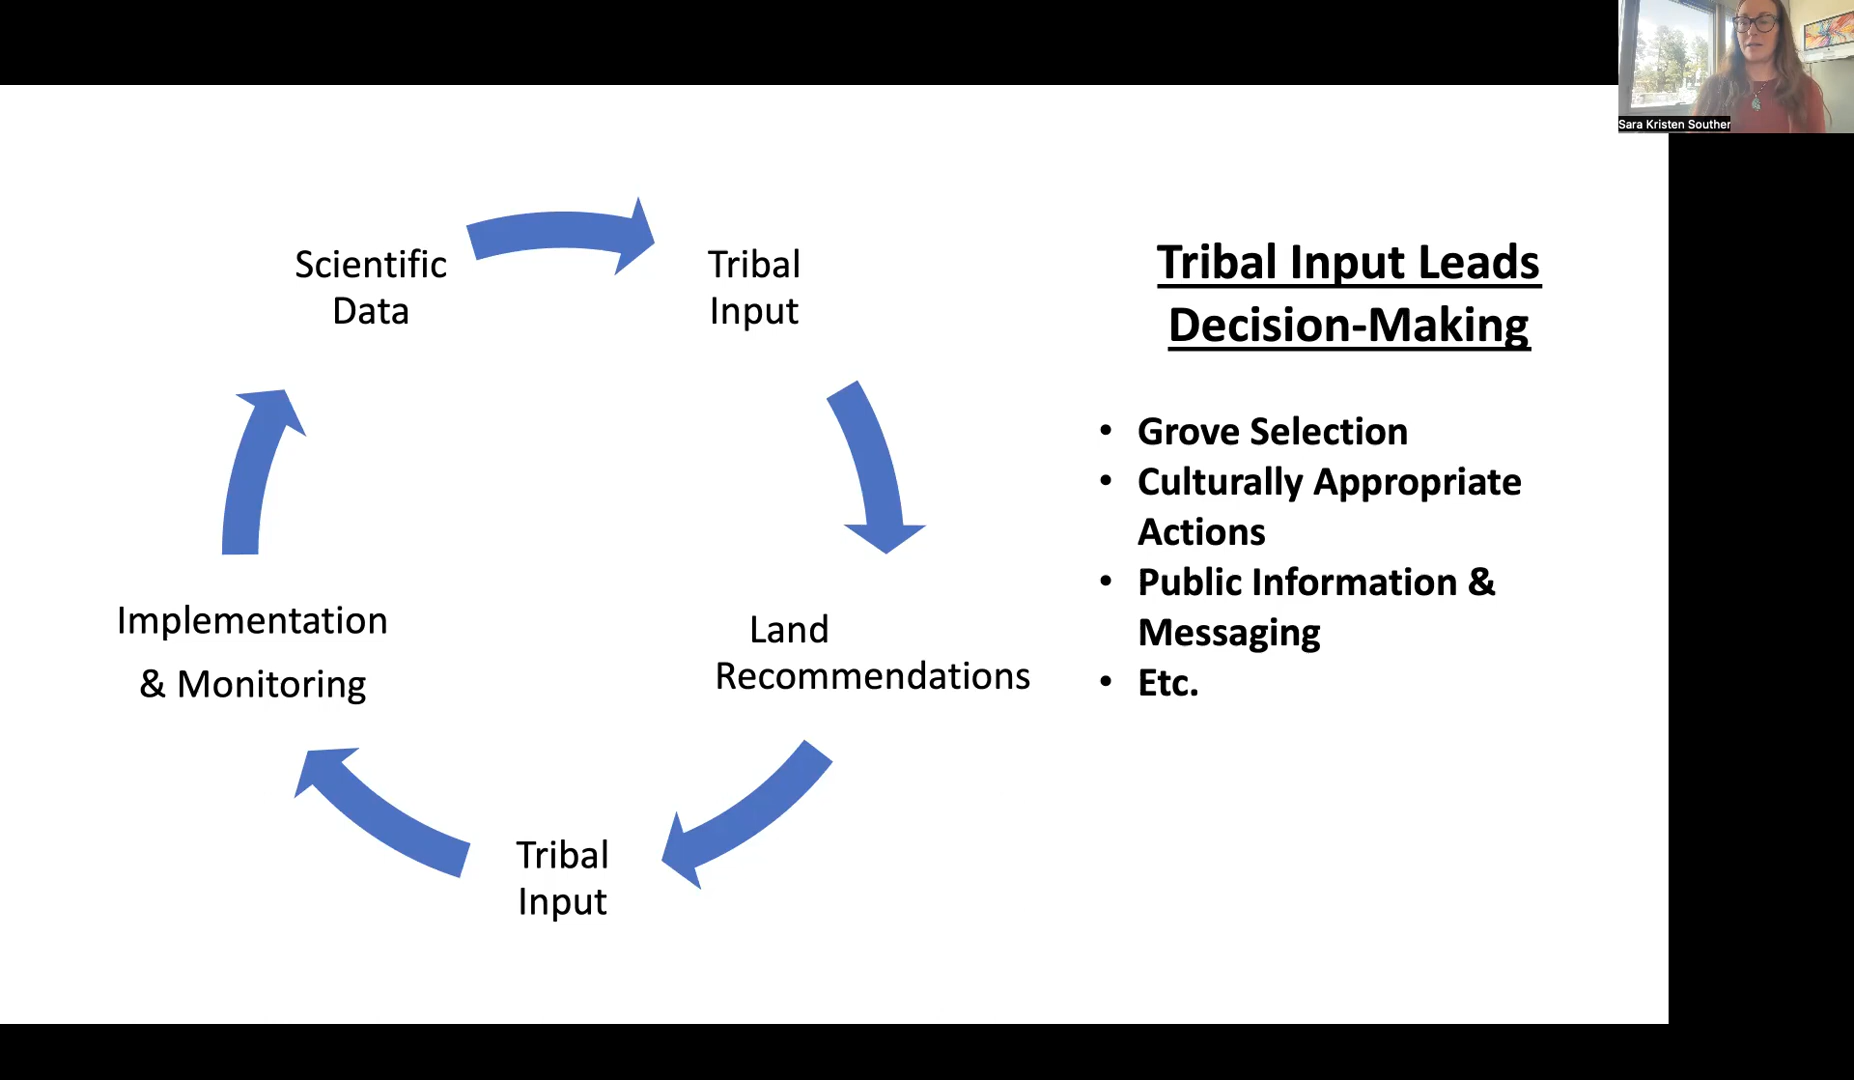 Sara Kristen Souther
Scientific
Data
Tribal
Input
Land
Recommendations
Tribal
Input
Implementation
& Monitoring
Tribal Input Leads
Decision-Making
• Grove Selection
• Culturally Appropriate
Actions
• Public Information &
Messaging
• Etc.